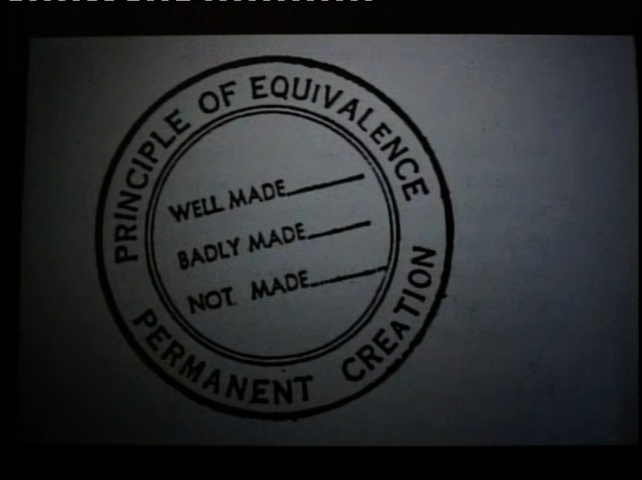 PRINCIPLE OF EQUIVALENCE
WELL MADE
BADLY MADE
NOT. MADE
PERMANENT CREATION